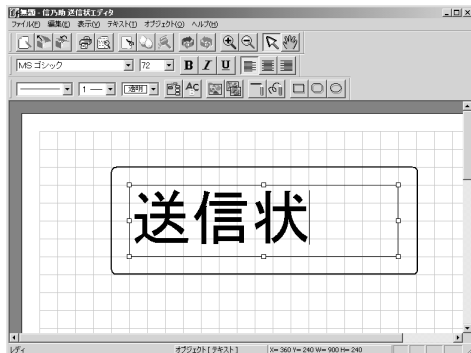 無題 - 信乃助 送信状エディタ
ファイル(F) 編集(E) 表示(V) テキスト(T) オブジェクト(O) ヘルプ(H)
MS ゴシック 72 B I U
1 透明 AC
送信状
レディ オブジェクト [ テキスト ] X= 360 Y= 240 W= 900 H= 240